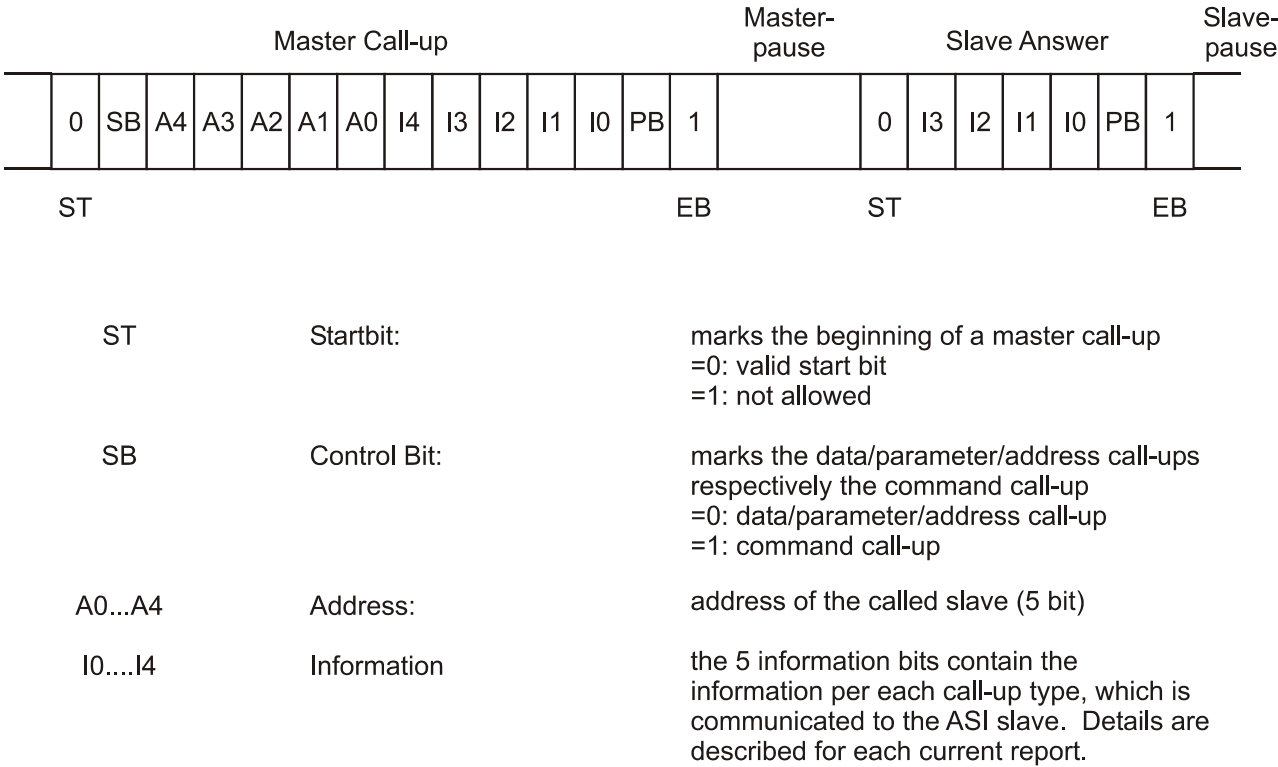 Master Call-up
Master-
pause
Slave Answer
Slave-
pause
0 SB A4 A3 A2 A1 A0 I4 I3 I2 I1 I0 PB 1 0 I3 I2 I1 I0 PB 1
ST EB ST EB
ST Startbit: marks the beginning of a master call-up
=0: valid start bit
=1: not allowed
SB Control Bit: marks the data/parameter/address call-ups
respectively the command call-up
=0: data/parameter/address call-up
=1: command call-up
A0...A4 Address: address of the called slave (5 bit)
I0....I4 Information the 5 information bits contain the
information per each call-up type, which is
communicated to the ASI slave. Details are
described for each current report.